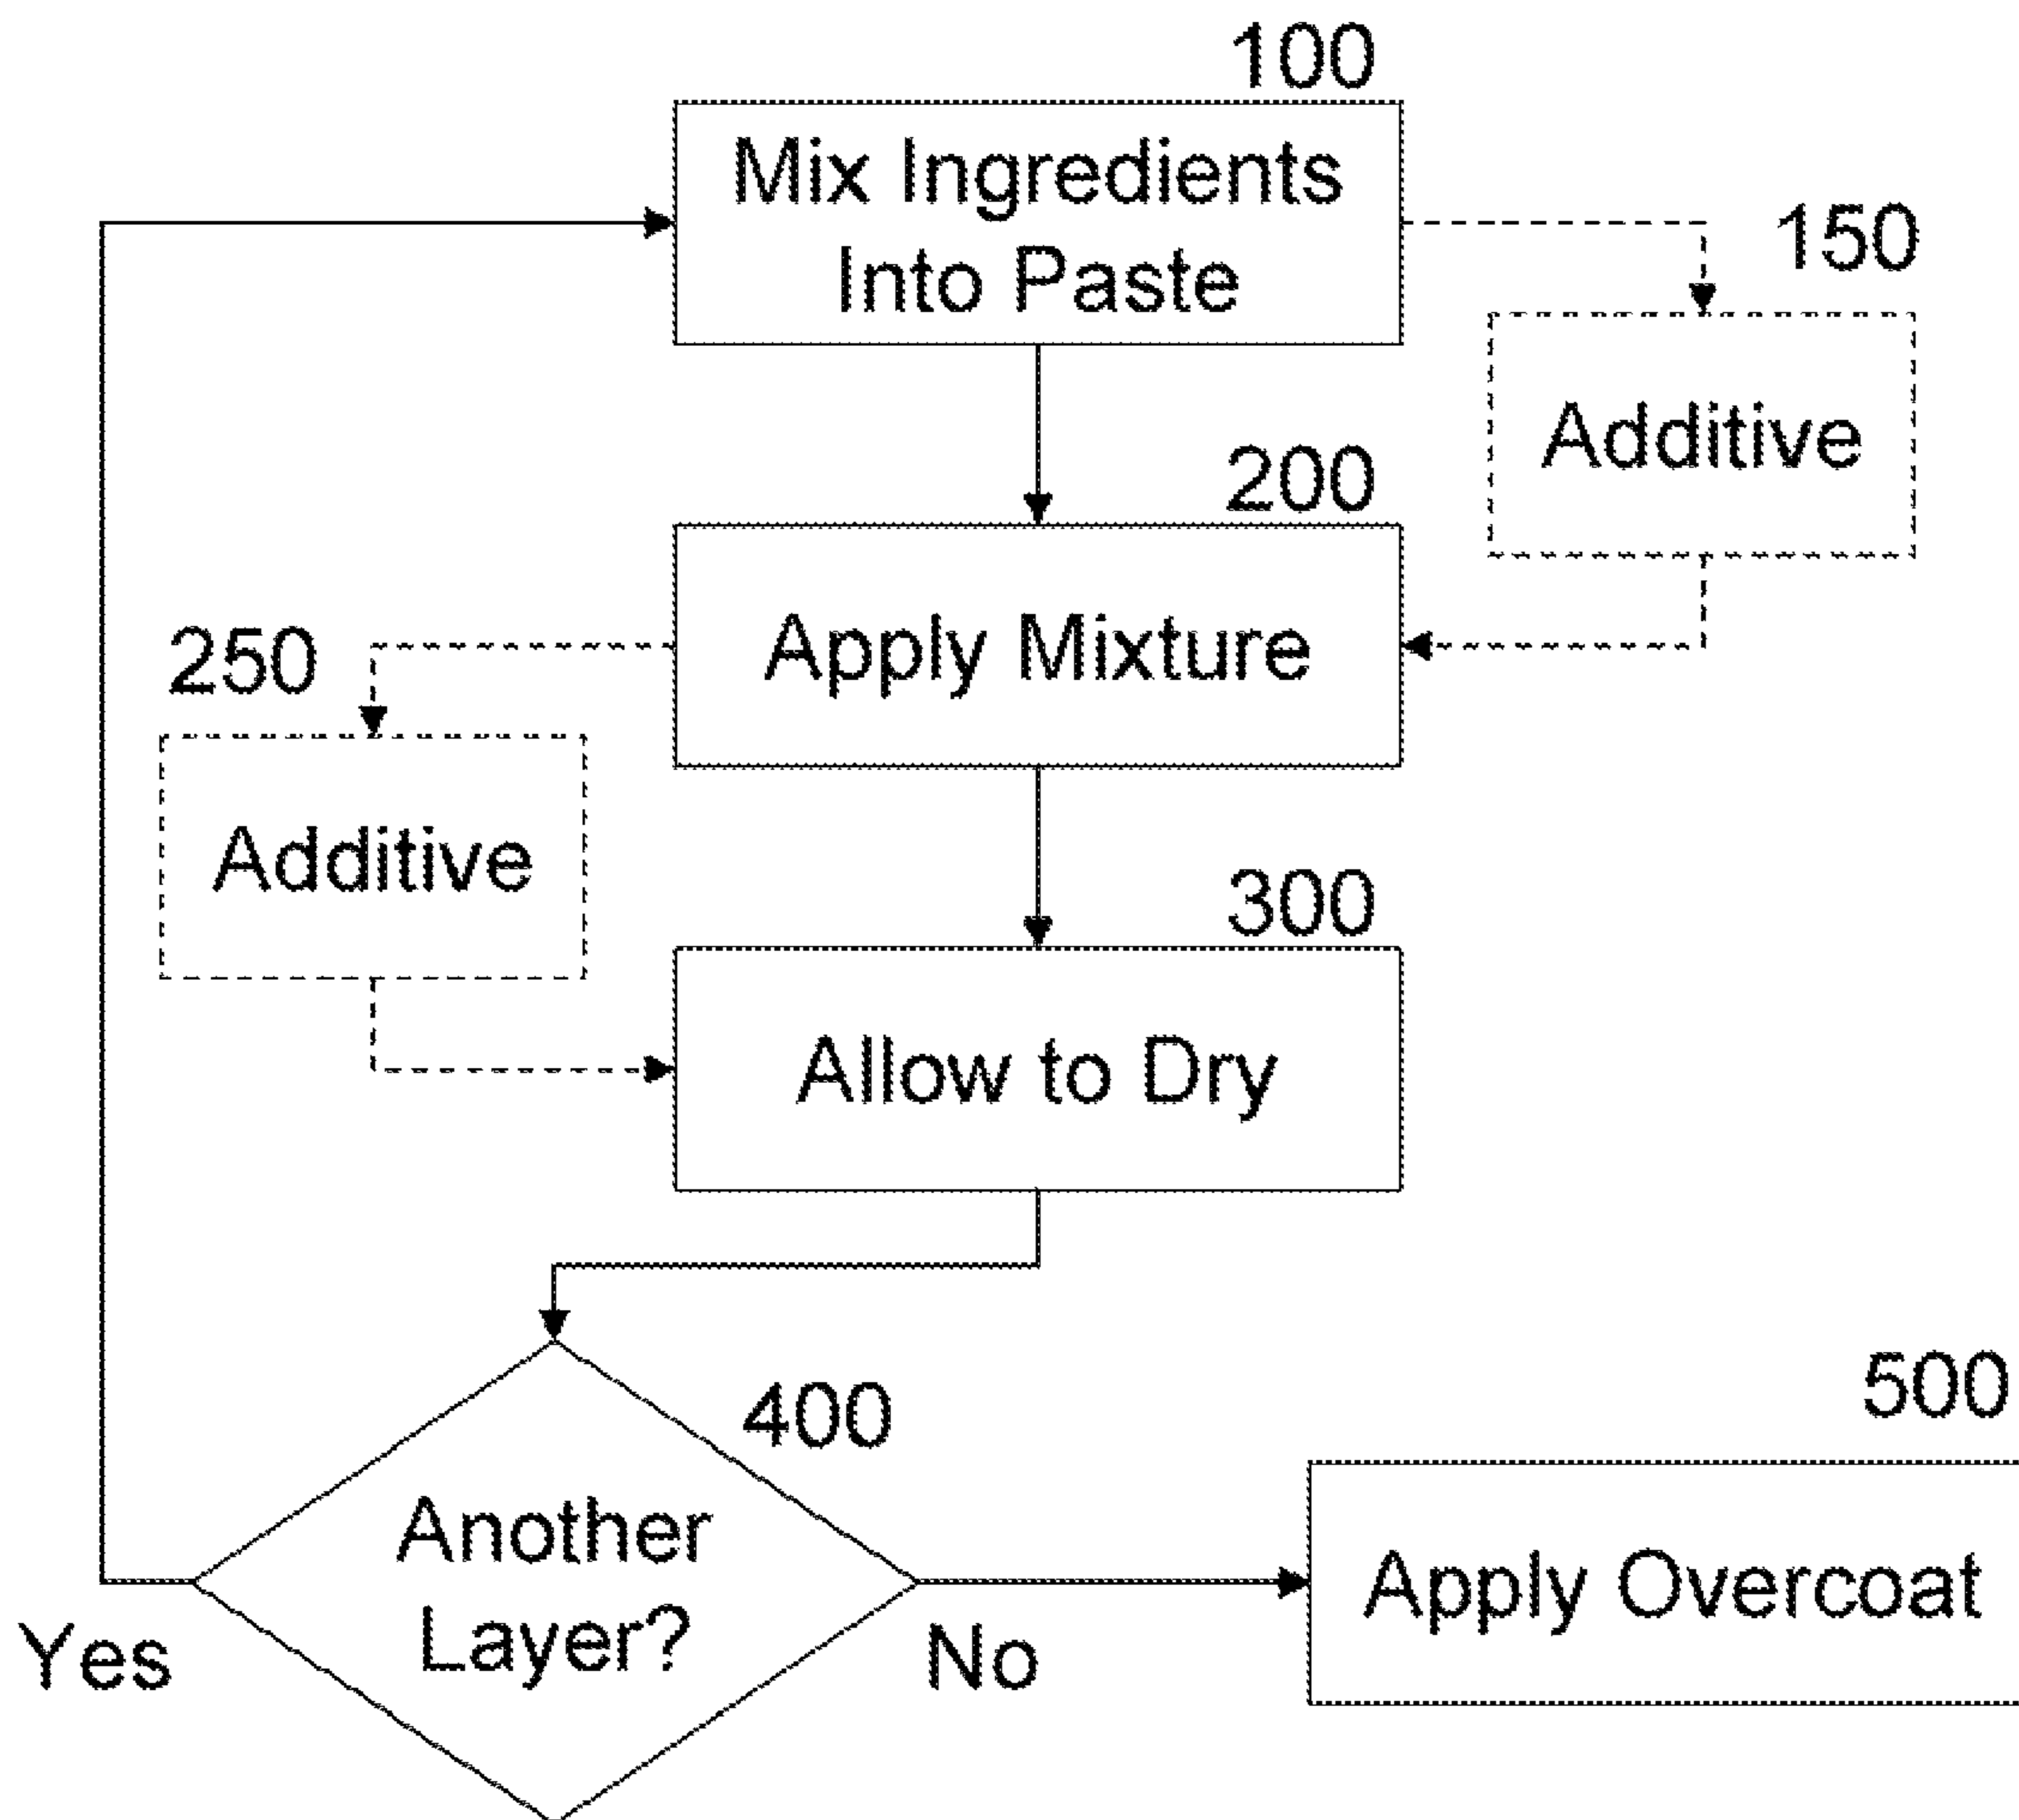 100
Mix Ingredients
Into Paste
150
Additive
200
Apply Mixture
250
Additive
300
Allow to Dry
400
Another
Layer?
Yes
No
500
Apply Overcoat